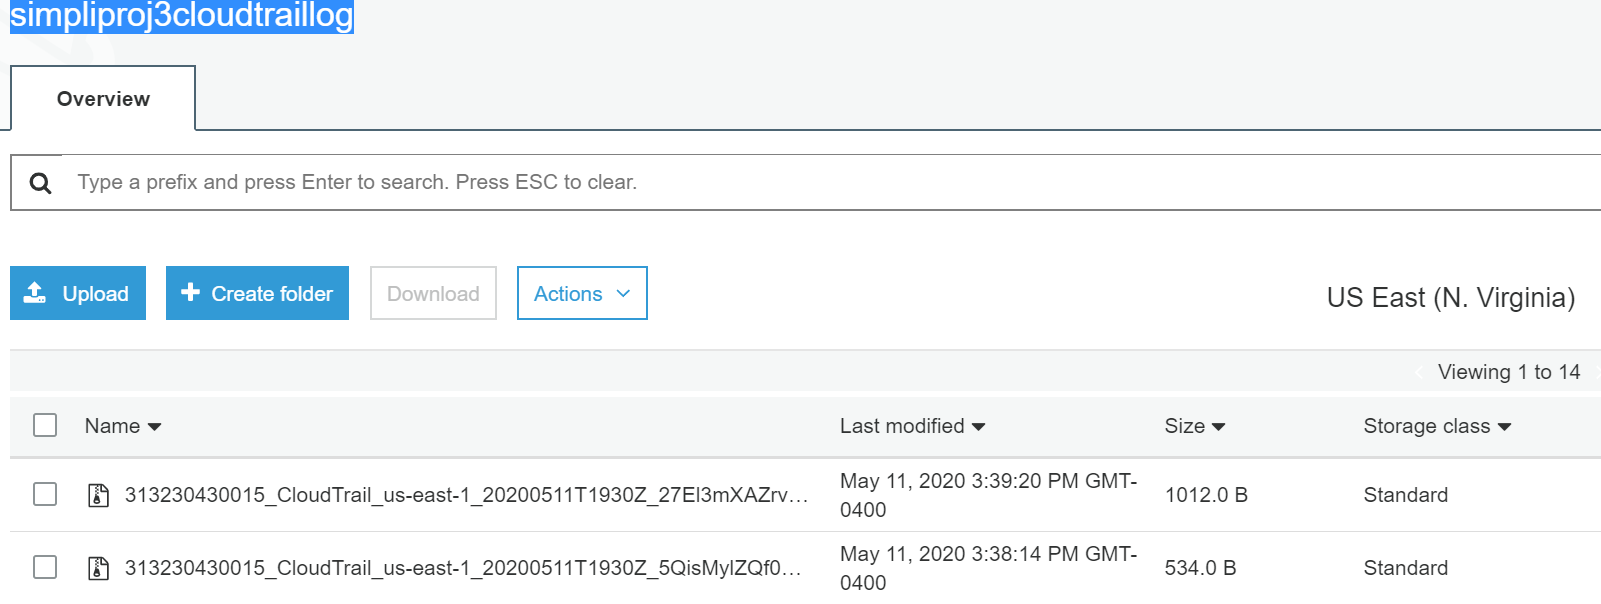 simpliproj3cloudtraillog
Overview
Type a prefix and press Enter to search. Press ESC to clear.
Upload Create folder Download Actions US East (N. Virginia)
Viewing 1 to 14
Name Last modified Size Storage class
313230430015_CloudTrail_us-east-1_20200511T1930Z_27El3mXAZrv... May 11, 2020 3:39:20 PM GMT-
0400 1012.0 B Standard
313230430015_CloudTrail_us-east-1_20200511T1930Z_5QisMylZQf0... May 11, 2020 3:38:14 PM GMT-
0400 534.0 B Standard